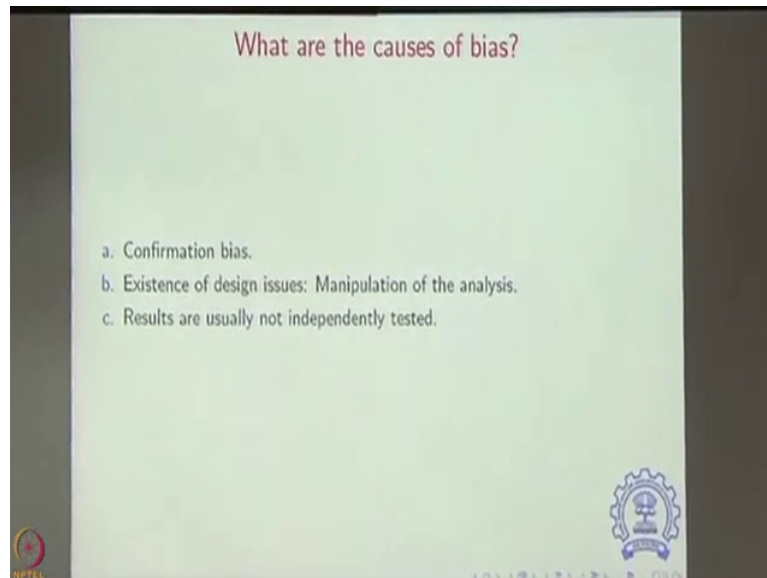 What are the causes of bias?
a. Confirmation bias.
b. Existence of design issues: Manipulation of the analysis.
c. Results are usually not independently tested.
NPTEL